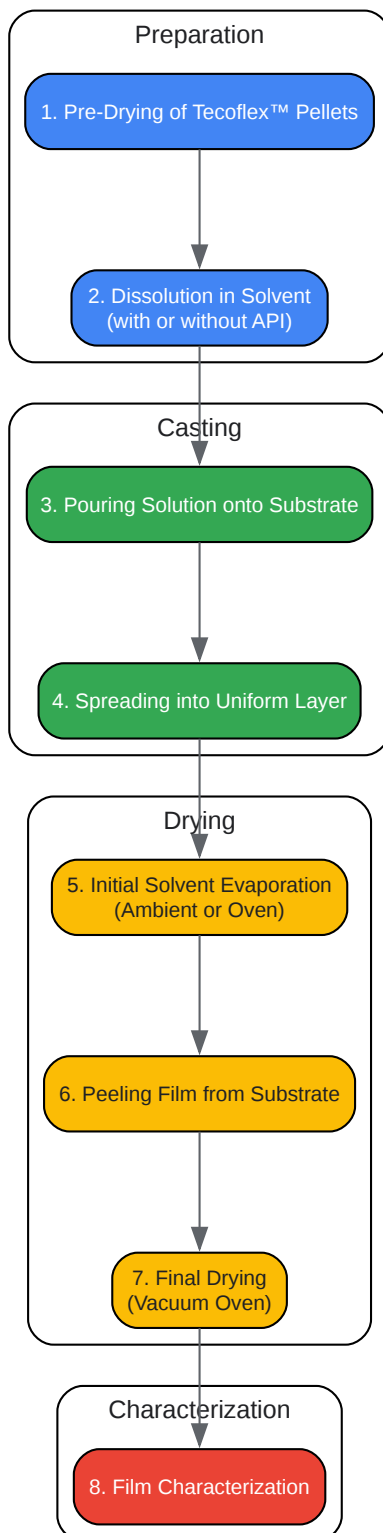 Preparation
1. Pre-Drying of Tecoflex™ Pellets
2. Dissolution in Solvent
(with or without API)
Casting
3. Pouring Solution onto Substrate
4. Spreading into Uniform Layer
Drying
5. Initial Solvent Evaporation
(Ambient or Oven)
6. Peeling Film from Substrate
7. Final Drying
(Vacuum Oven)
Characterization
8. Film Characterization